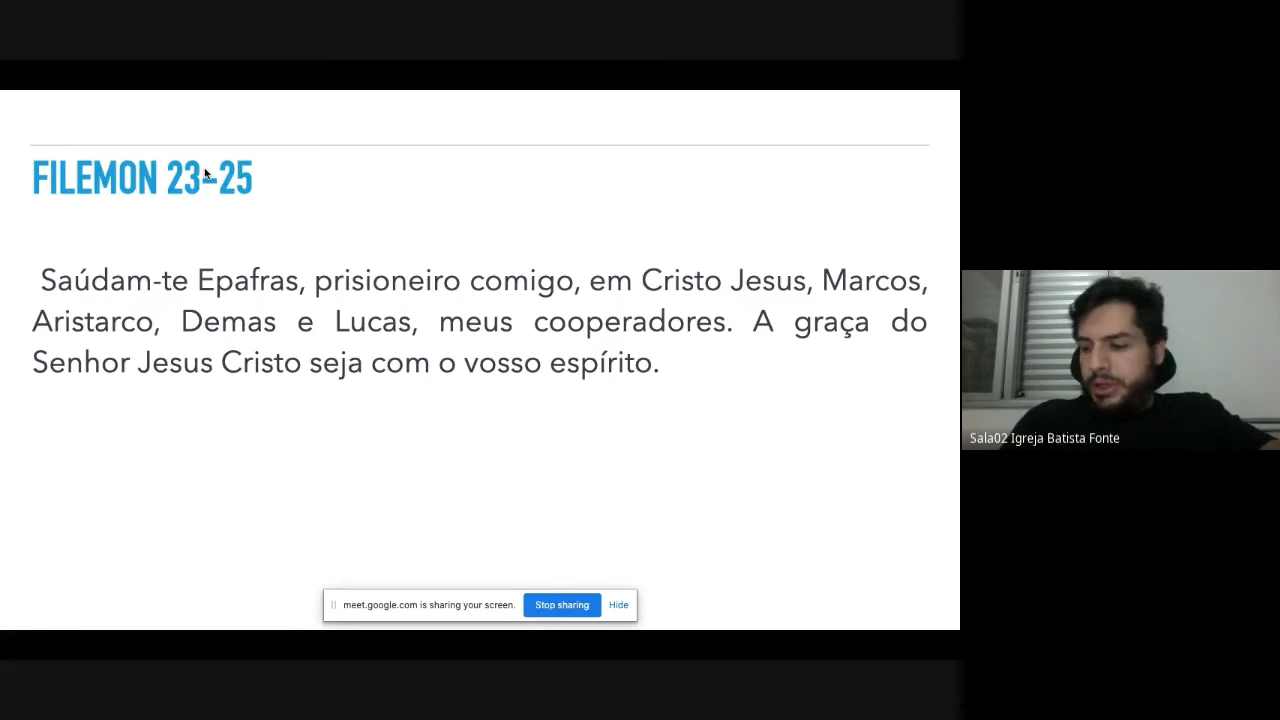 FILEMON 23-25
Saúdam-te Epafras, prisioneiro comigo, em Cristo Jesus, Marcos,
Aristarco, Demas e Lucas, meus cooperadores. A graça do
Senhor Jesus Cristo seja com o vosso espírito.
Sala02 Igreja Batista Fonte
meet.google.com is sharing your screen. Stop sharing Hide